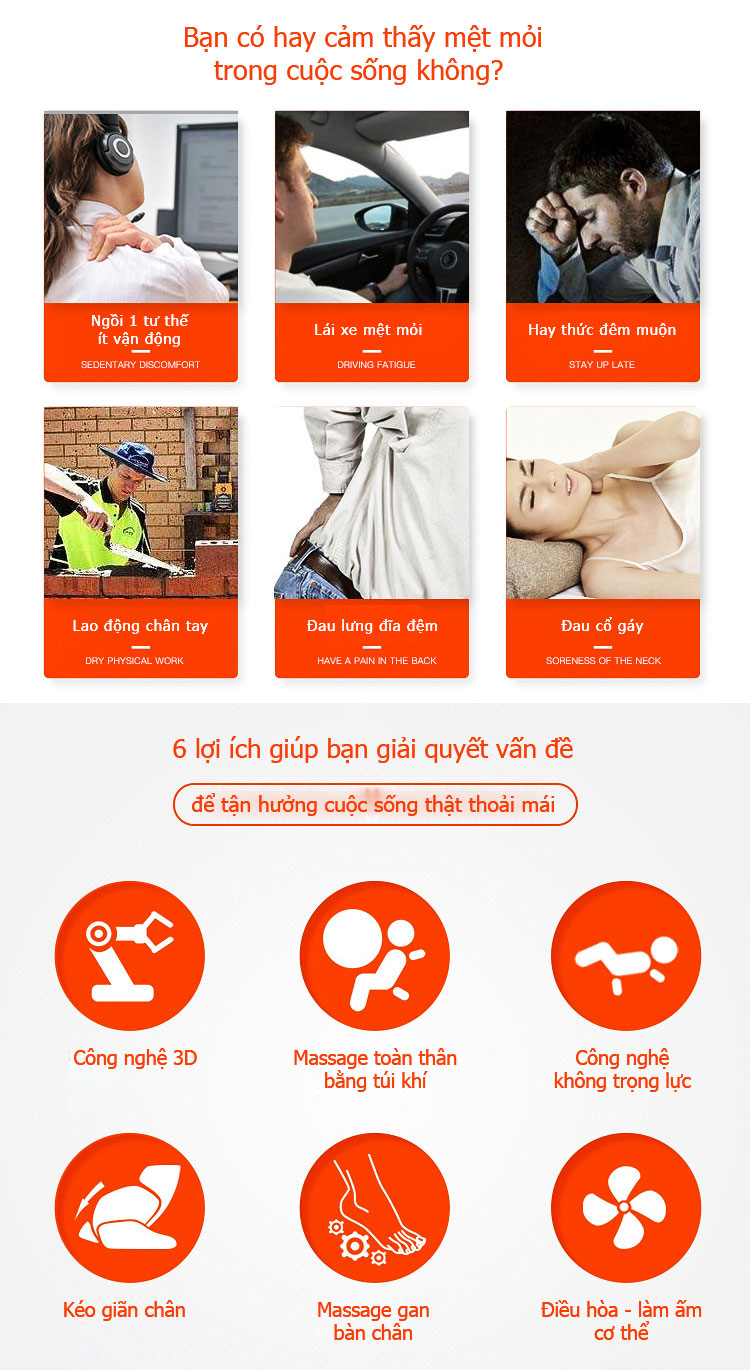 Bạn có hay cảm thấy mệt mỏi
trong cuộc sống không?
Ngồi 1 tư thế
ít vận động
SEDENTARY DISCOMFORT
Lái xe mệt mỏi
DRIVING FATIGUE
Hay thức đêm muộn
STAY UP LATE
Lao động chân tay
DRY PHYSICAL WORK
Đau lưng đĩa đệm
HAVE A PAIN IN THE BACK
Đau cổ gáy
SORENESS OF THE NECK
6 lợi ích giúp bạn giải quyết vấn đề
để tận hưởng cuộc sống thật thoải mái
Công nghệ 3D
Massage toàn thân
bằng túi khí
Công nghệ
không trọng lực
Kéo giãn chân
Massage gan
bàn chân
Điều hòa - làm ấm
cơ thể